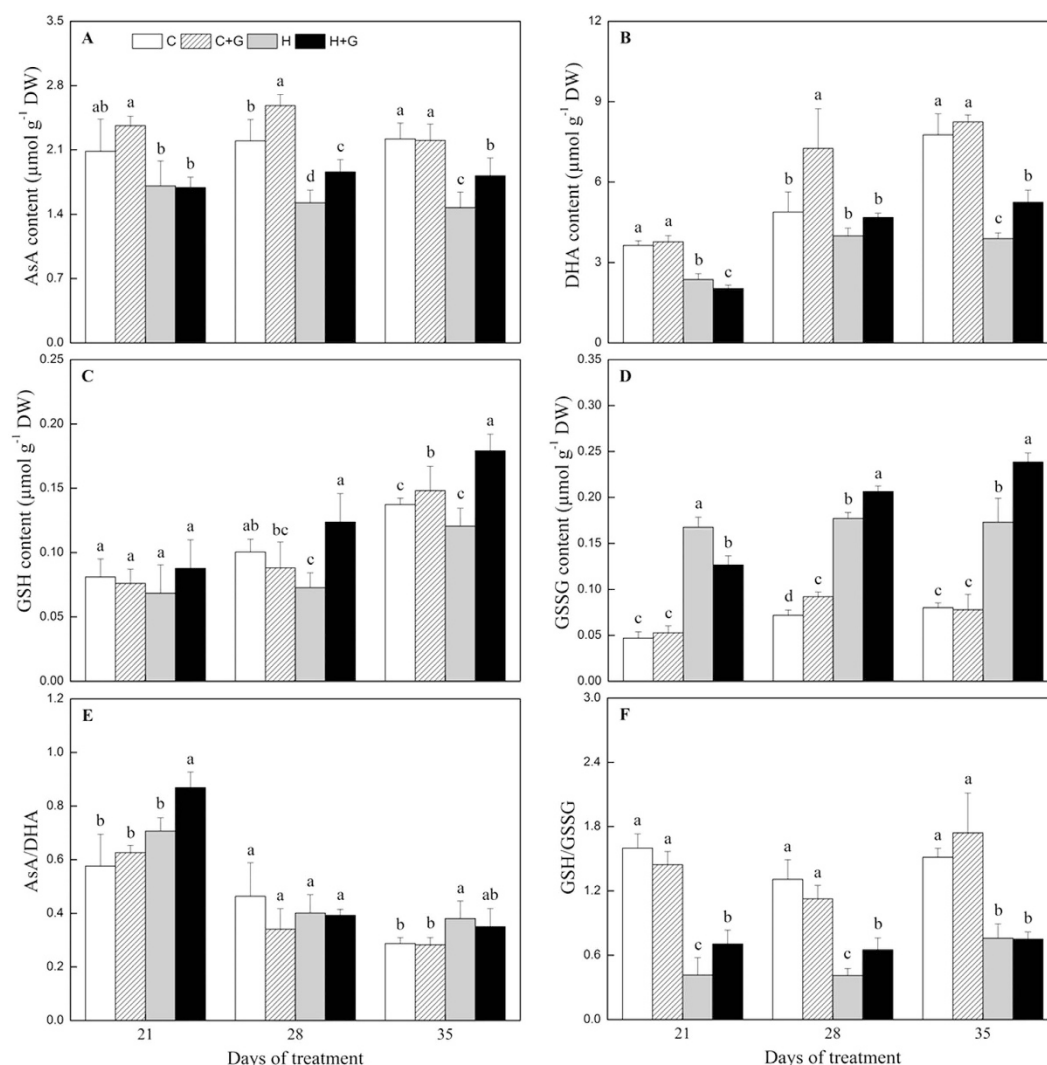 A
C C+G H H+G
AsA content (µmol g⁻¹ DW)
3.5
2.8
2.1
1.4
0.7
0.0
ab a b b
b a d c
a a c b
B
DHA content (µmol g⁻¹ DW)
12
9
6
3
0
a a b c
b a b b
a a c b
C
GSH content (µmol g⁻¹ DW)
0.25
0.20
0.15
0.10
0.05
0.00
a a a a
ab bc c a
c b c a
D
GSSG content (µmol g⁻¹ DW)
0.35
0.30
0.25
0.20
0.15
0.10
0.05
0.00
c c a b
d c b a
c c b a
E
AsA/DHA
1.2
1.0
0.8
0.6
0.4
0.2
0.0
b b b a
a a a a
b b a ab
21 28 35
Days of treatment
F
GSH/GSSG
3.0
2.4
1.8
1.2
0.6
0.0
a a c b
a a c b
a a b b
21 28 35
Days of treatment